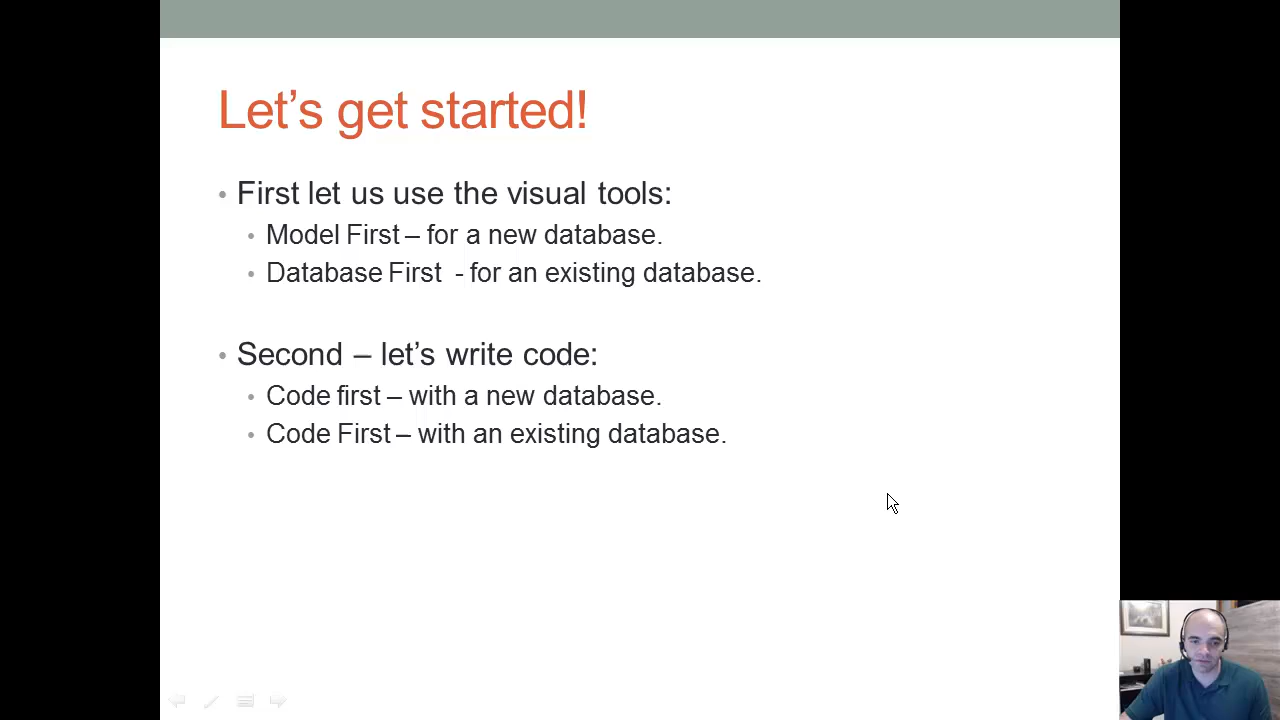 Let’s get started!
• First let us use the visual tools:
• Model First – for a new database.
• Database First  - for an existing database.
• Second – let’s write code:
• Code first – with a new database.
• Code First – with an existing database.